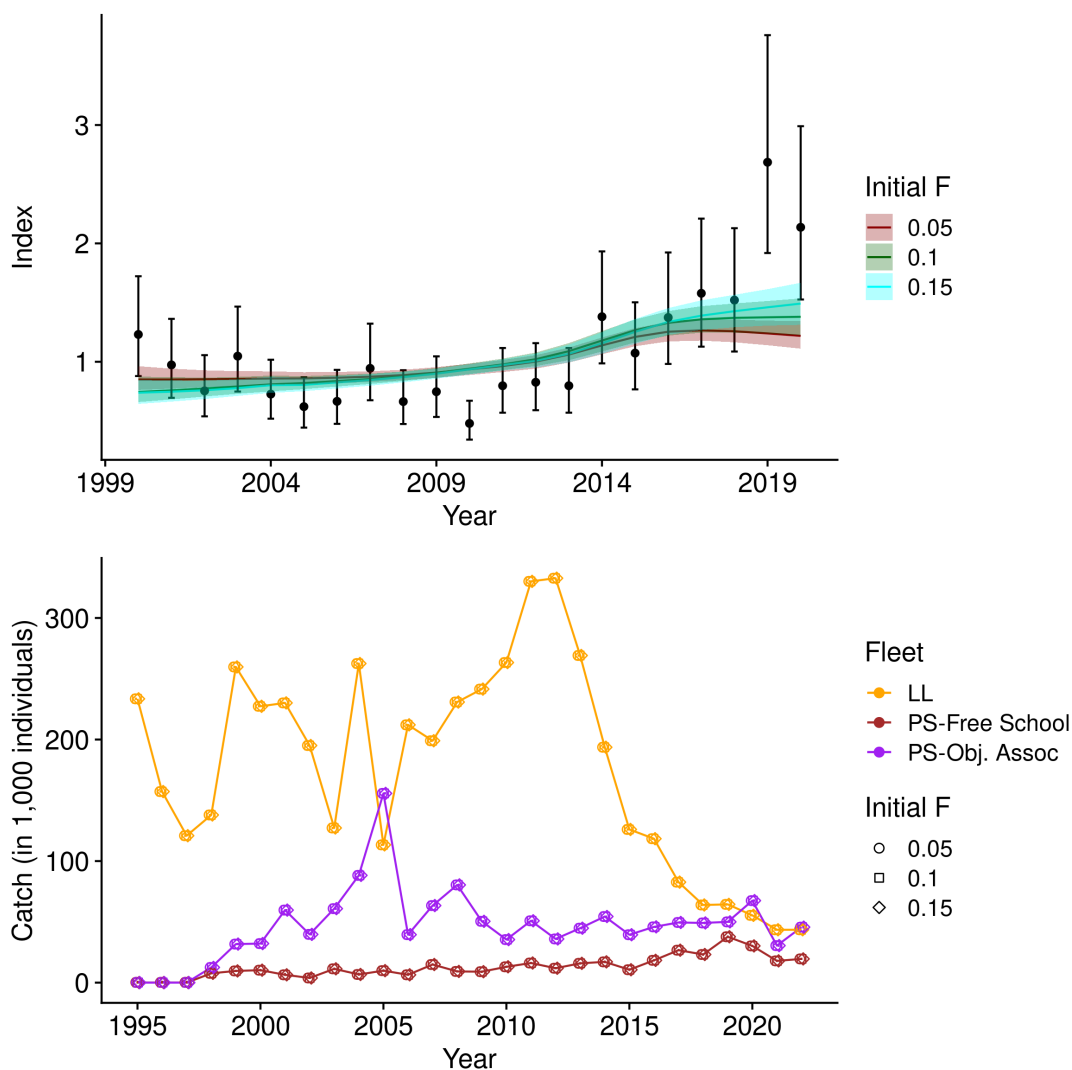 3
2
1
Index
1999 2004 2009 2014 2019
Year
Initial F
0.05
0.1
0.15
300
200
100
0
Catch (in 1,000 individuals)
1995 2000 2005 2010 2015 2020
Year
Fleet
LL
PS-Free School
PS-Obj. Assoc
Initial F
0.05
0.1
0.15